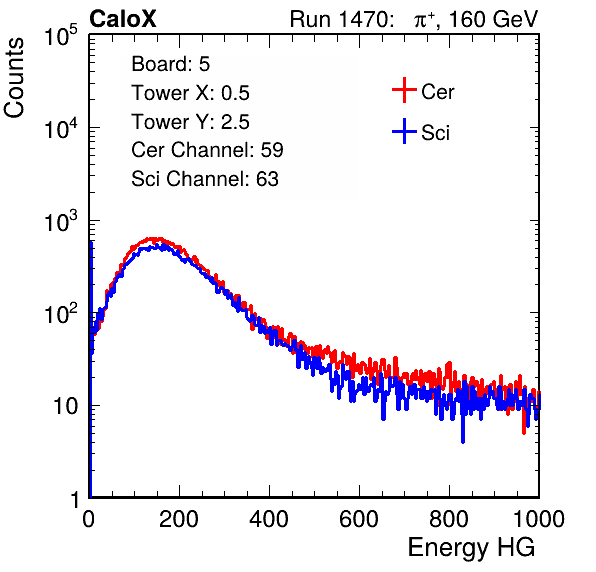 CaloX Run 1470: π⁺, 160 GeV
Board: 5
Tower X: 0.5
Tower Y: 2.5
Cer Channel: 59
Sci Channel: 63
Cer
Sci
Counts
10⁵
10⁴
10³
10²
10
1
0 200 400 600 800 1000
Energy HG